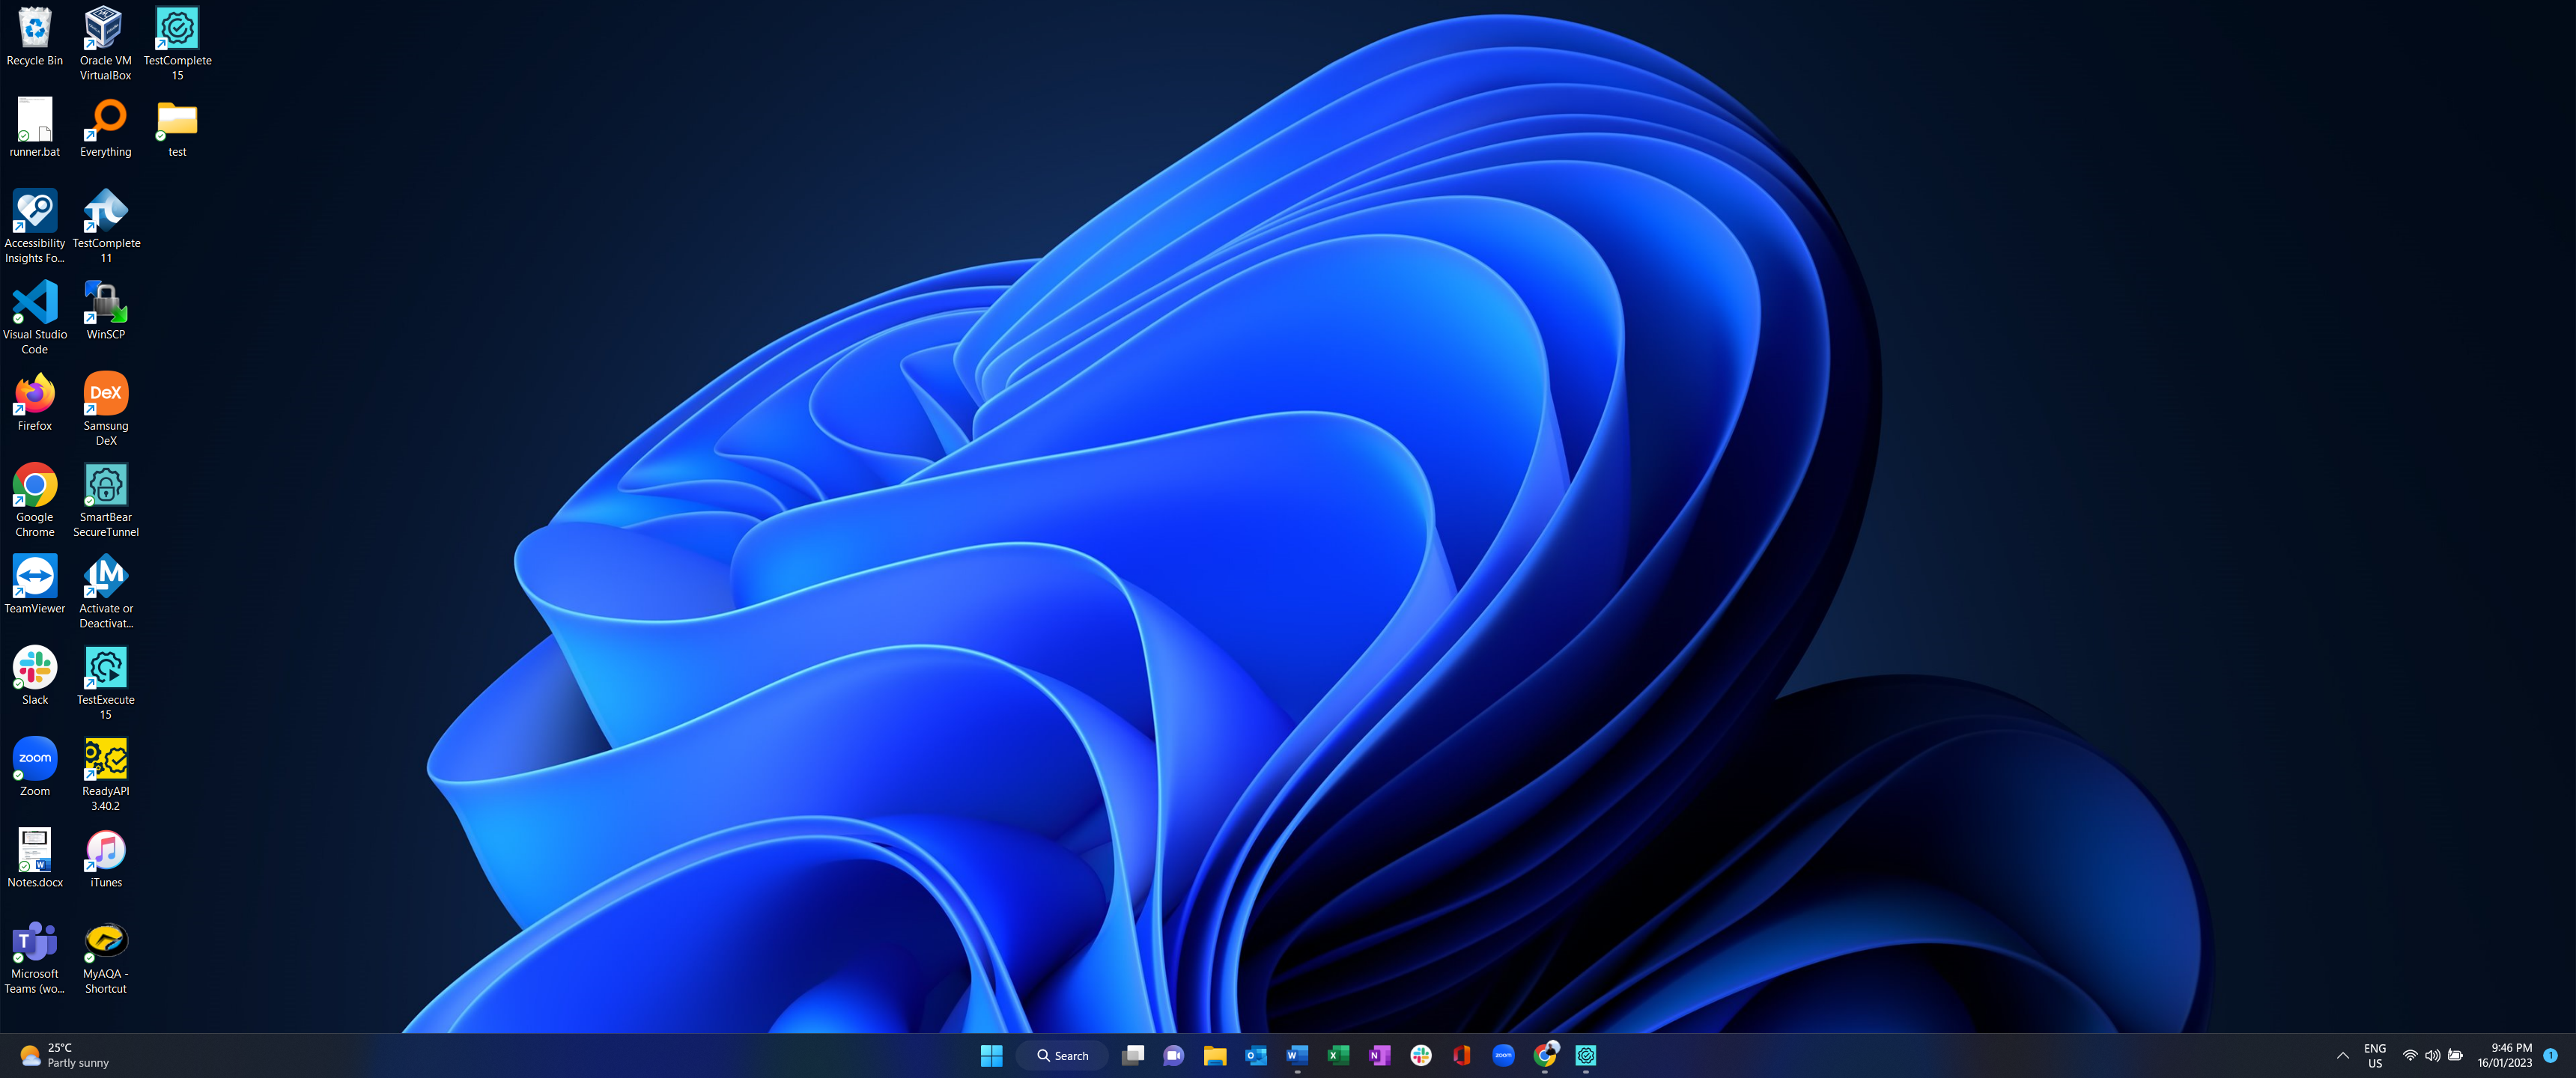 Recycle Bin
Oracle VM
VirtualBox
TestComplete
15
runner.bat
Everything
test
Accessibility
Insights Fo...
TestComplete
11
Visual Studio
Code
WinSCP
Firefox
DeX
Samsung
DeX
Google
Chrome
SmartBear
SecureTunnel
TeamViewer
Activate or
Deactivat...
Slack
TestExecute
15
zoom
Zoom
ReadyAPI
3.40.2
Notes.docx
iTunes
Microsoft
Teams (wo...
MyAQA -
Shortcut
25°C
Partly sunny
Search
zoom
ENG
US
9:46 PM
16/01/2023
1